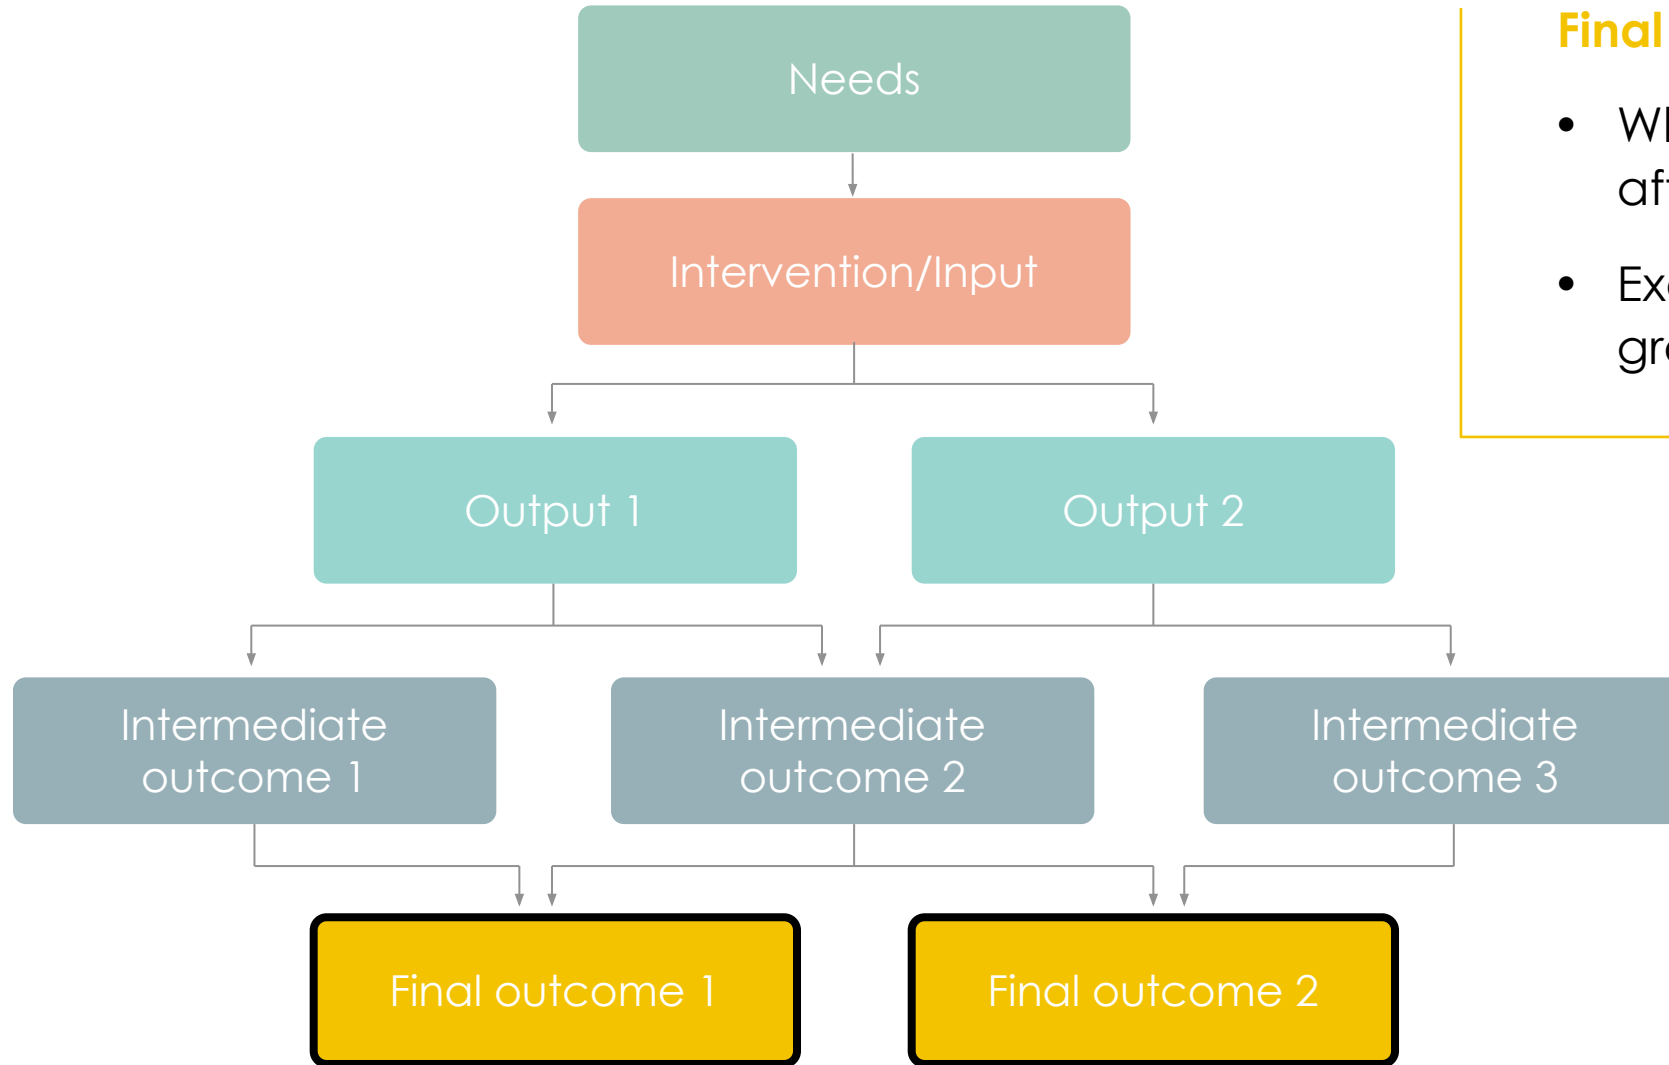 Needs
Intervention/Input
Output 1
Output 2
Intermediate
outcome 1
Intermediate
outcome 2
Intermediate
outcome 3
Final outcome 1
Final outcome 2
Final
•
•